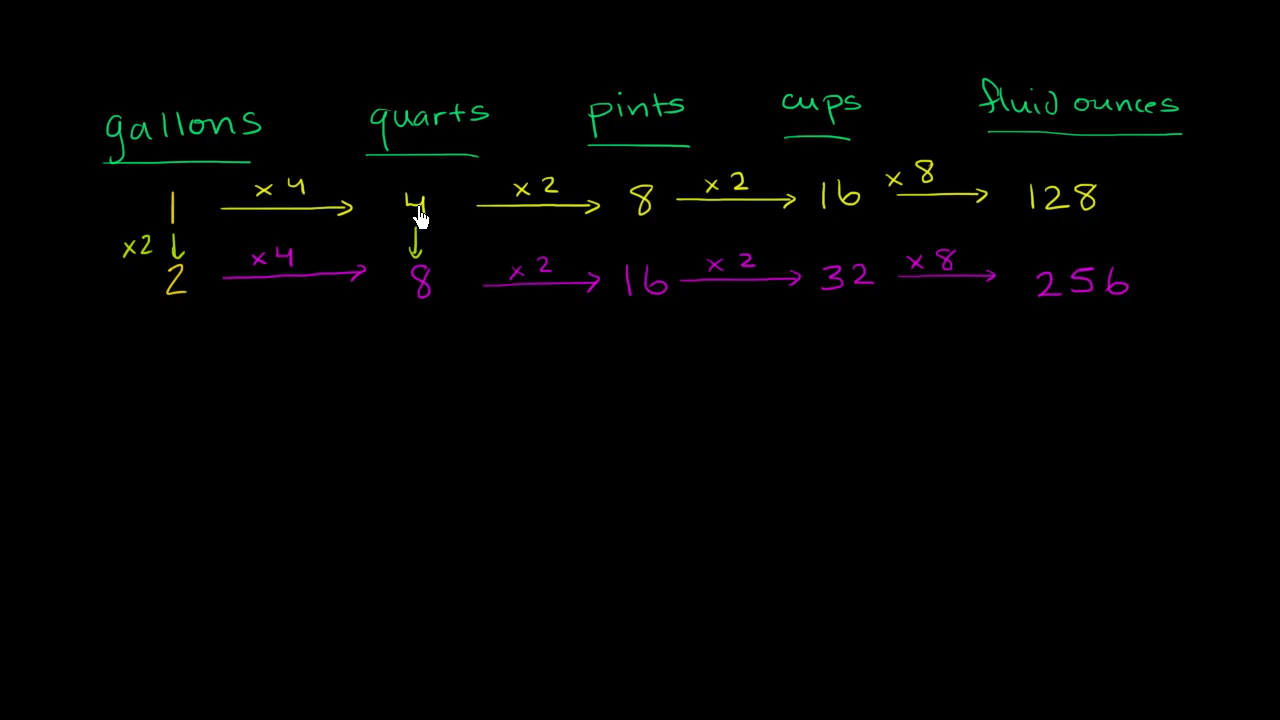 gallons quarts pints cups fluid ounces
1 x 4 4 x 2 8 x 2 16 x 8 128
x2
2 x 4 8 x 2 16 x 2 32 x 8 256